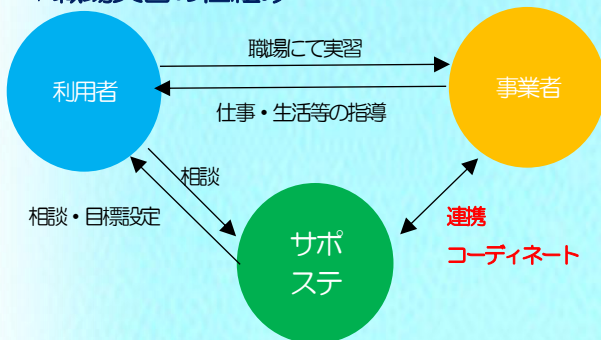 職場にて実習
利用者
事業者
仕事・生活等の指導
相談
相談・目標設定
サポ
ステ
連携
コーディネート